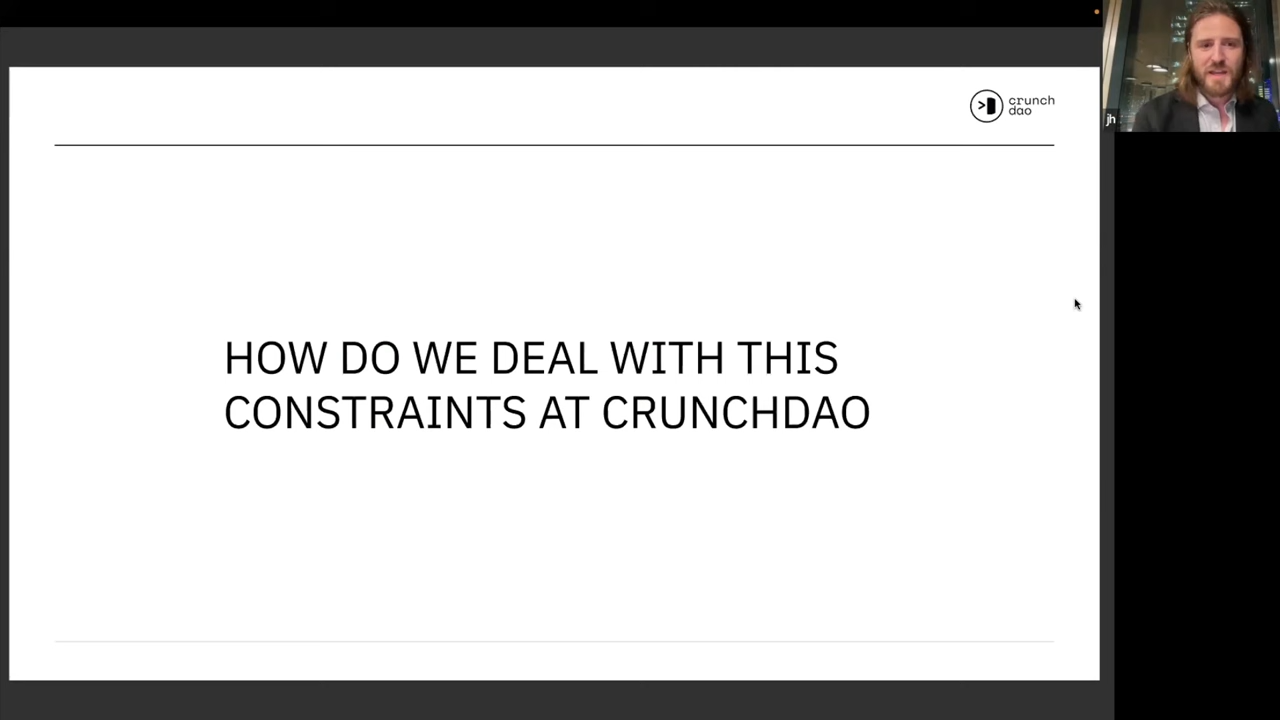 crunch
dao
jh
HOW DO WE DEAL WITH THIS
CONSTRAINTS AT CRUNCHDAO